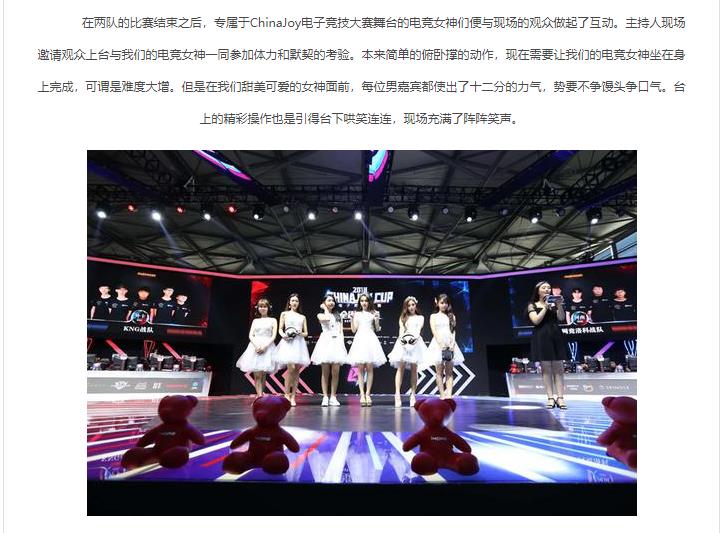 在两队的比赛结束之后，专属于ChinaJoy电子竞技大赛舞台的电竞女神们便与现场的观众做起了互动。主持人现场
邀请观众上台与我们的电竞女神一同参加体力和默契的考验。本来简单的俯卧撑的动作，现在需要让我们的电竞女神坐在身
上完成，可谓是难度大增。但是在我们甜美可爱的女神面前，每位男嘉宾都使出了十二分的力气，势要不争馒头争口气。台
上的精彩操作也是引得台下哄笑连连，现场充满了阵阵笑声。
2018
KNG战队